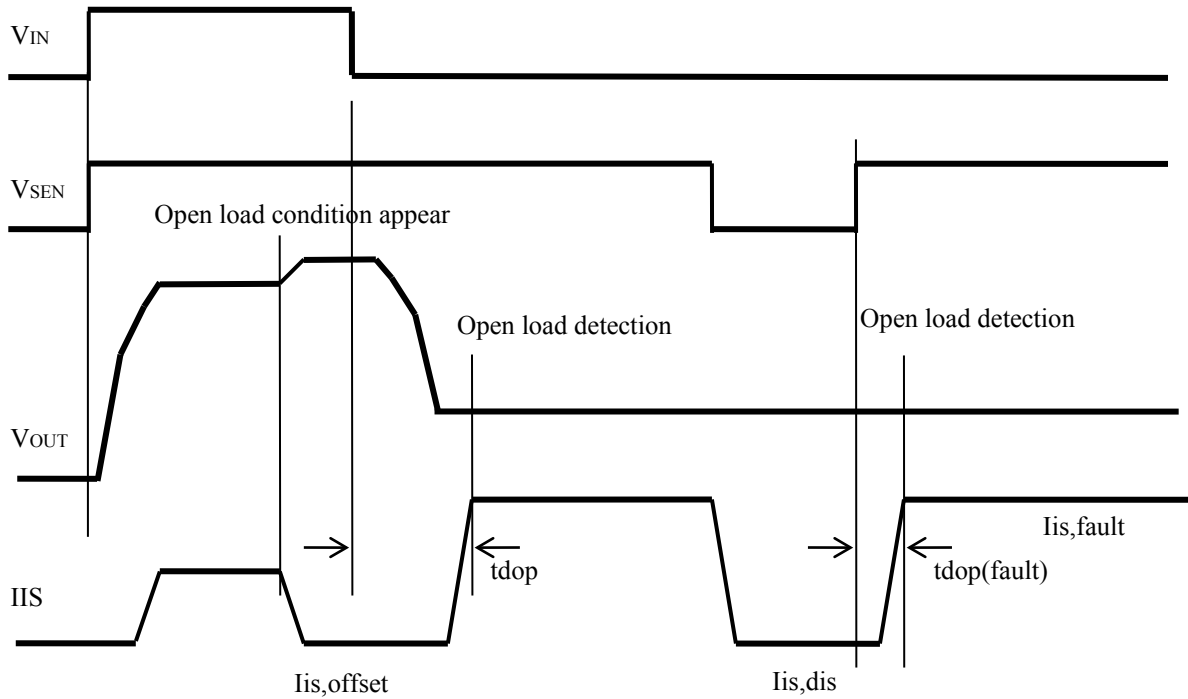 VIN
VSEN
Open load condition appear
Open load detection
Open load detection
VOUT
Iis,fault
tdop
tdop(fault)
IIS
Iis,offset
Iis,dis